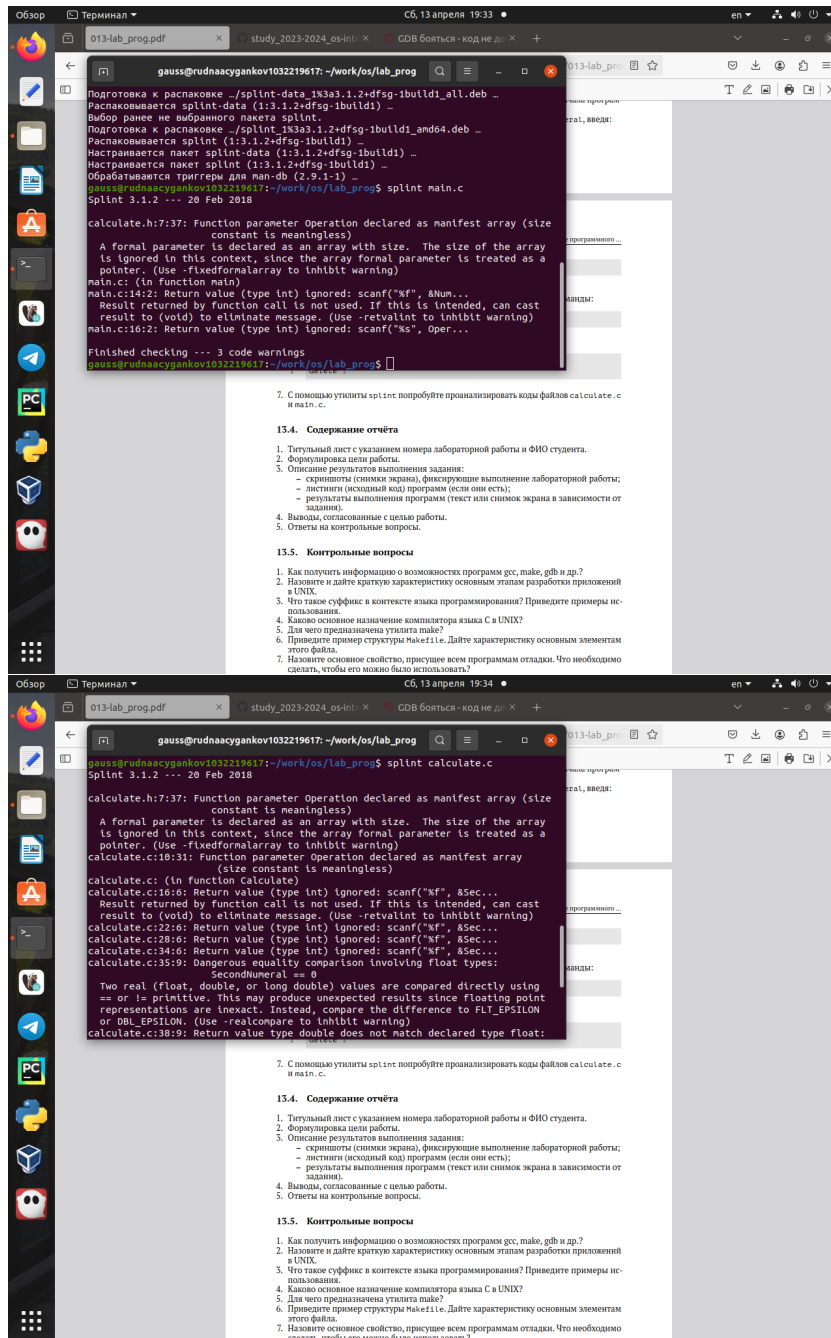 Обзор
Терминал
Сб, 13 апреля 19:33
en
013-lab_prog.pdf
study_2023-2024_os-int
GDB бояться - код не де
gauss@rudnaacygankov1032219617: ~/work/os/lab_prog
013-lab_pro
Подготовка к распаковке …/splint-data_1%3a3.1.2+dfsg-1build1_all.deb …
Распаковывается splint-data (1:3.1.2+dfsg-1build1) …
Выбор ранее не выбранного пакета splint.
Подготовка к распаковке …/splint_1%3a3.1.2+dfsg-1build1_amd64.deb …
Распаковывается splint (1:3.1.2+dfsg-1build1) …
Настраивается пакет splint-data (1:3.1.2+dfsg-1build1) …
Настраивается пакет splint (1:3.1.2+dfsg-1build1) …
Обрабатываются триггеры для man-db (2.9.1-1) …
gauss@rudnaacygankov1032219617:~/work/os/lab_prog$ splint main.c
Splint 3.1.2 --- 20 Feb 2018
calculate.h:7:37: Function parameter Operation declared as manifest array (size
constant is meaningless)
A formal parameter is declared as an array with size. The size of the array
is ignored in this context, since the array formal parameter is treated as a
pointer. (Use -fixedformalarray to inhibit warning)
main.c: (in function main)
main.c:14:2: Return value (type int) ignored: scanf("%f", &Num...
Result returned by function call is not used. If this is intended, can cast
result to (void) to eliminate message. (Use -retvalint to inhibit warning)
main.c:16:2: Return value (type int) ignored: scanf("%s", Oper...
Finished checking --- 3 code warnings
gauss@rudnaacygankov1032219617:~/work/os/lab_prog$
eral, введя:
программного ...
манды:
7. С помощью утилиты splint попробуйте проанализировать коды файлов calculate.c
и main.c.
13.4. Содержание отчёта
1. Титульный лист с указанием номера лабораторной работы и ФИО студента.
2. Формулировка цели работы.
3. Описание результатов выполнения задания:
– скриншоты (снимки экрана), фиксирующие выполнение лабораторной работы;
– листинги (исходный код) программ (если они есть);
– результаты выполнения программ (текст или снимок экрана в зависимости от
задания).
4. Выводы, согласованные с целью работы.
5. Ответы на контрольные вопросы.
13.5. Контрольные вопросы
1. Как получить информацию о возможностях программ gcc, make, gdb и др.?
2. Назовите и дайте краткую характеристику основным этапам разработки приложений
в UNIX.
3. Что такое суффикс в контексте языка программирования? Приведите примеры ис-
пользования.
4. Каково основное назначение компилятора языка С в UNIX?
5. Для чего предназначена утилита make?
6. Приведите пример структуры Makefile. Дайте характеристику основным элементам
этого файла.
7. Назовите основное свойство, присущее всем программам отладки. Что необходимо
сделать, чтобы его можно было использовать?
Обзор
Терминал
Сб, 13 апреля 19:34
en
013-lab_prog.pdf
study_2023-2024_os-int
GDB бояться - код не де
gauss@rudnaacygankov1032219617: ~/work/os/lab_prog
013-lab_pro
gauss@rudnaacygankov1032219617:~/work/os/lab_prog$ splint calculate.c
Splint 3.1.2 --- 20 Feb 2018
calculate.h:7:37: Function parameter Operation declared as manifest array (size
constant is meaningless)
A formal parameter is declared as an array with size. The size of the array
is ignored in this context, since the array formal parameter is treated as a
pointer. (Use -fixedformalarray to inhibit warning)
calculate.c:10:31: Function parameter Operation declared as manifest array
(size constant is meaningless)
calculate.c: (in function Calculate)
calculate.c:16:6: Return value (type int) ignored: scanf("%f", &Sec...
Result returned by function call is not used. If this is intended, can cast
result to (void) to eliminate message. (Use -retvalint to inhibit warning)
calculate.c:22:6: Return value (type int) ignored: scanf("%f", &Sec...
calculate.c:28:6: Return value (type int) ignored: scanf("%f", &Sec...
calculate.c:34:6: Return value (type int) ignored: scanf("%f", &Sec...
calculate.c:35:9: Dangerous equality comparison involving float types:
SecondNumeral == 0
Two real (float, double, or long double) values are compared directly using
== or != primitive. This may produce unexpected results since floating point
representations are inexact. Instead, compare the difference to FLT_EPSILON
or DBL_EPSILON. (Use -realcompare to inhibit warning)
calculate.c:38:9: Return value type double does not match declared type float:
eral, введя:
программного ...
манды:
7. С помощью утилиты splint попробуйте проанализировать коды файлов calculate.c
и main.c.
13.4. Содержание отчёта
1. Титульный лист с указанием номера лабораторной работы и ФИО студента.
2. Формулировка цели работы.
3. Описание результатов выполнения задания:
– скриншоты (снимки экрана), фиксирующие выполнение лабораторной работы;
– листинги (исходный код) программ (если они есть);
– результаты выполнения программ (текст или снимок экрана в зависимости от
задания).
4. Выводы, согласованные с целью работы.
5. Ответы на контрольные вопросы.
13.5. Контрольные вопросы
1. Как получить информацию о возможностях программ gcc, make, gdb и др.?
2. Назовите и дайте краткую характеристику основным этапам разработки приложений
в UNIX.
3. Что такое суффикс в контексте языка программирования? Приведите примеры ис-
пользования.
4. Каково основное назначение компилятора языка С в UNIX?
5. Для чего предназначена утилита make?
6. Приведите пример структуры Makefile. Дайте характеристику основным элементам
этого файла.
7. Назовите основное свойство, присущее всем программам отладки. Что необходимо